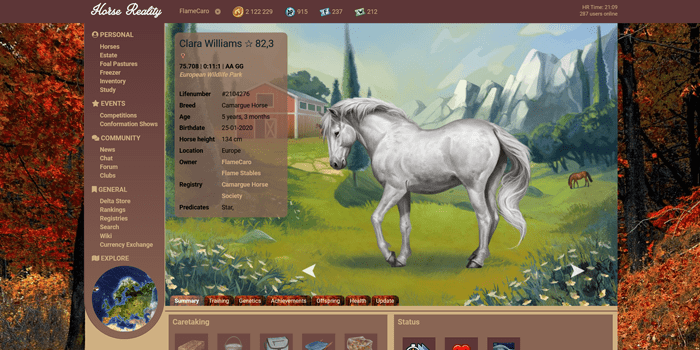 Horse Reality
FlameCaro
2 122 229
915
237
212
HR Time: 21:09
287 users online
PERSONAL
Horses
Estate
Foal Pastures
Freezer
Inventory
Study
EVENTS
Competitions
Conformation Shows
COMMUNITY
News
Chat
Forum
Clubs
GENERAL
Delta Store
Rankings
Registries
Search
Wiki
Currency Exchange
EXPLORE
Clara Williams ☆ 82,3
75.708 | 0:11:1 | AA GG
European Wildlife Park
Lifenumber #2104276
Breed Camargue Horse
Age 5 years, 3 months
Birthdate 25-01-2020
Horse height 134 cm
Location Europe
Owner FlameCaro
Flame Stables
Registry Camargue Horse
Society
Predicates Star,
Summary Training Genetics Achievements Offspring Health Update
Caretaking
Status